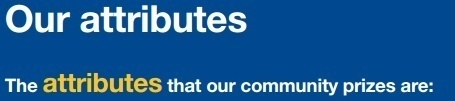 Our attributes
The attributes that our community prizes are: